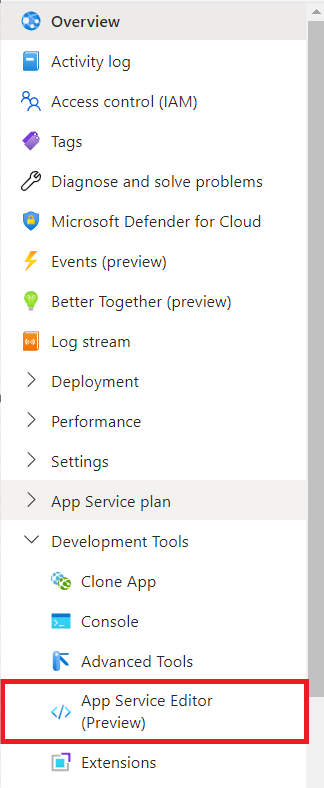 Overview
Activity log
Access control (IAM)
Tags
Diagnose and solve problems
Microsoft Defender for Cloud
Events (preview)
Better Together (preview)
Log stream
Deployment
Performance
Settings
App Service plan
Development Tools
Clone App
Console
Advanced Tools
App Service Editor
(Preview)
Extensions